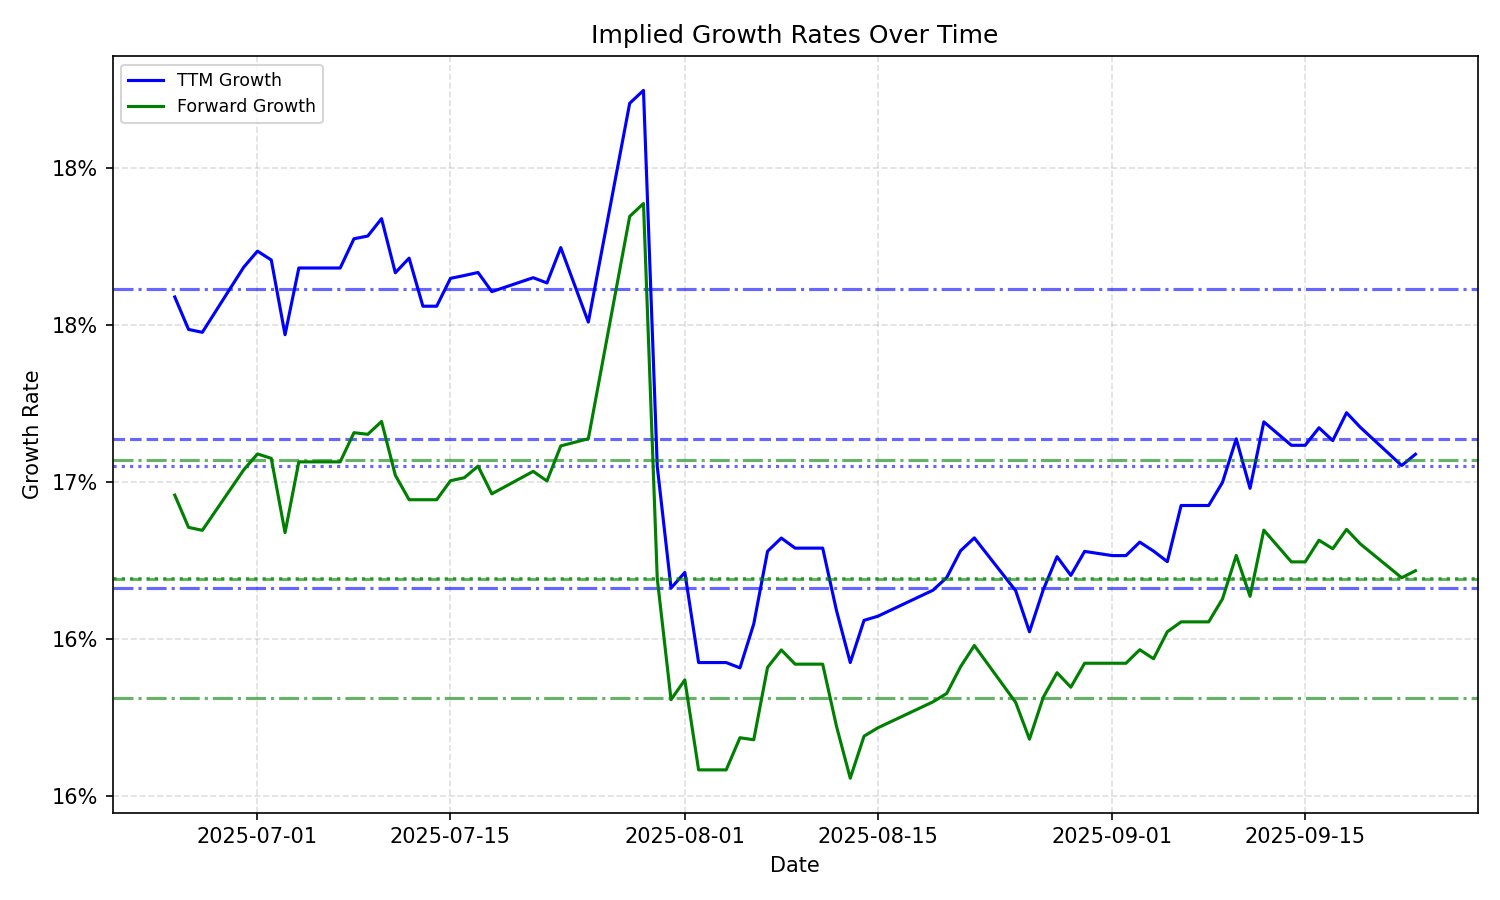 Implied Growth Rates Over Time
TTM Growth
Forward Growth
18%
18%
17%
16%
16%
Growth Rate
2025-07-01
2025-07-15
2025-08-01
2025-08-15
2025-09-01
2025-09-15
Date